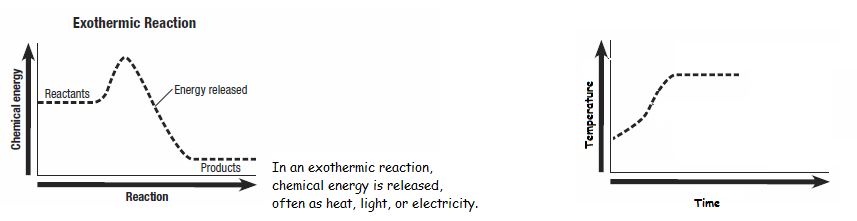 Exothermic Reaction
Chemical energy
Reactants
Energy released
Products
Reaction
In an exothermic reaction,
chemical energy is released,
often as heat, light, or electricity.
Temperature
Time